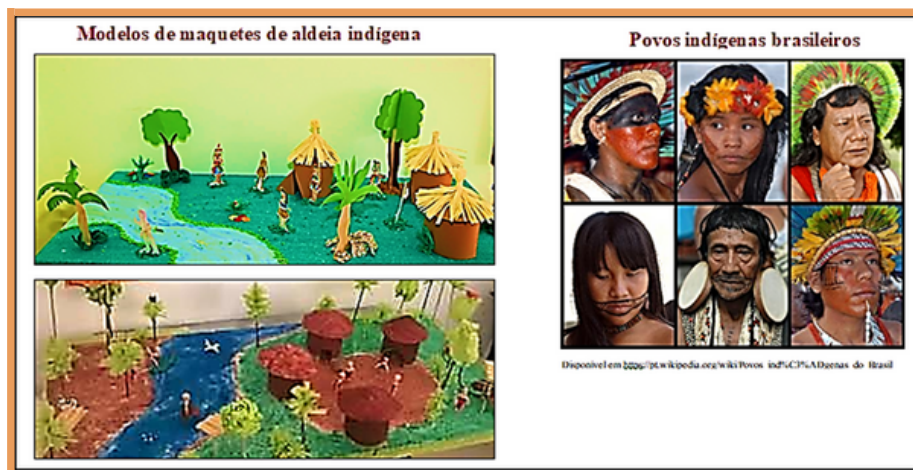 Modelos de maquetes de aldeia indígena
Povos indígenas brasileiros
Disponível em https://pt.wikipedia.org/wiki/Povos_ind%C3%ADgenas_do_Brasil